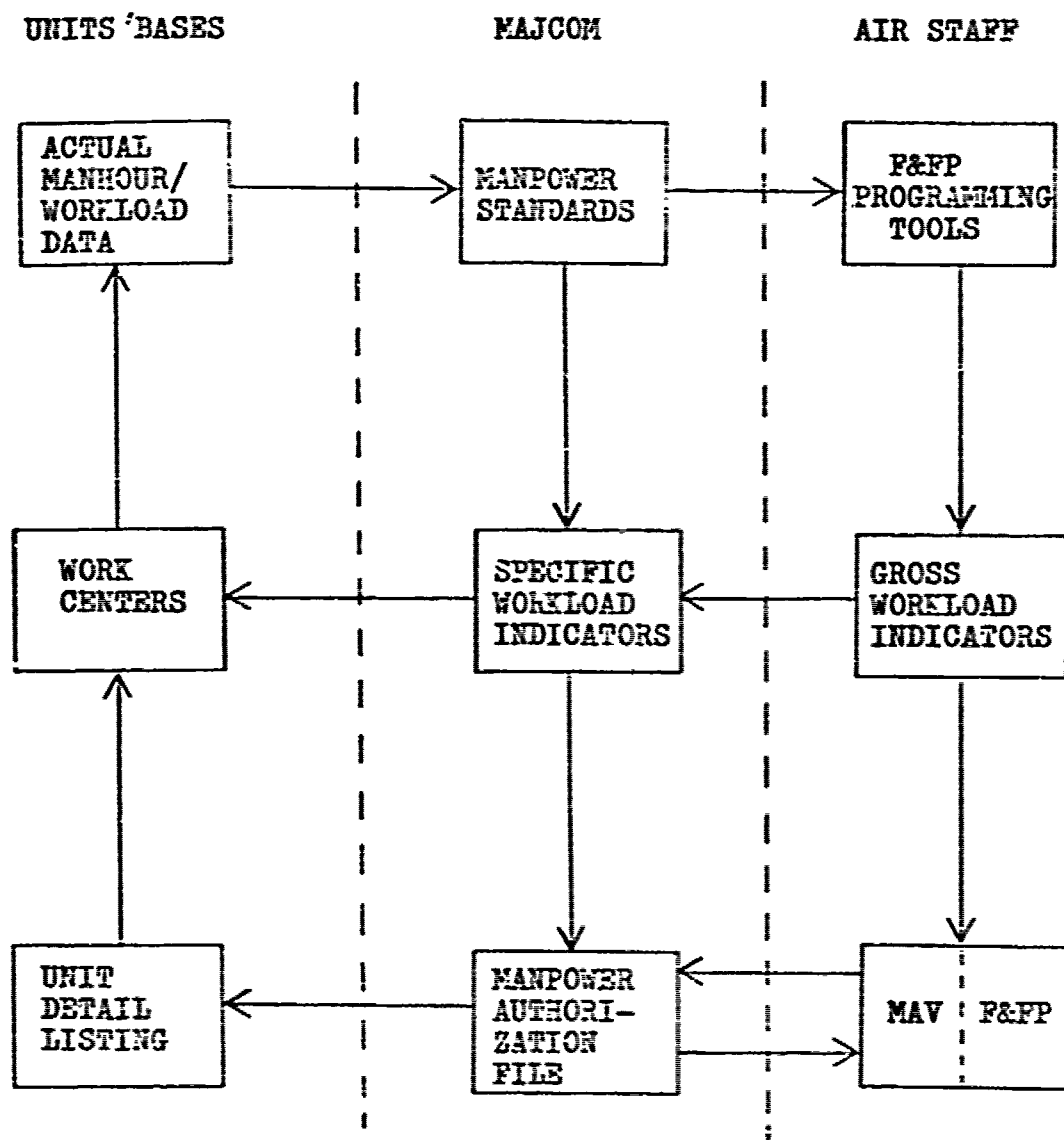 UNITS/BASES
MAJCOM
AIR STAFF
ACTUAL
MANHOUR/
WORKLOAD
DATA
MANPOWER
STANDARDS
F&FP
PROGRAMMING
TOOLS
WORK
CENTERS
SPECIFIC
WORKLOAD
INDICATORS
GROSS
WORKLOAD
INDICATORS
UNIT
DETAIL
LISTING
MANPOWER
AUTHORI-
ZATION
FILE
MAV F&FP